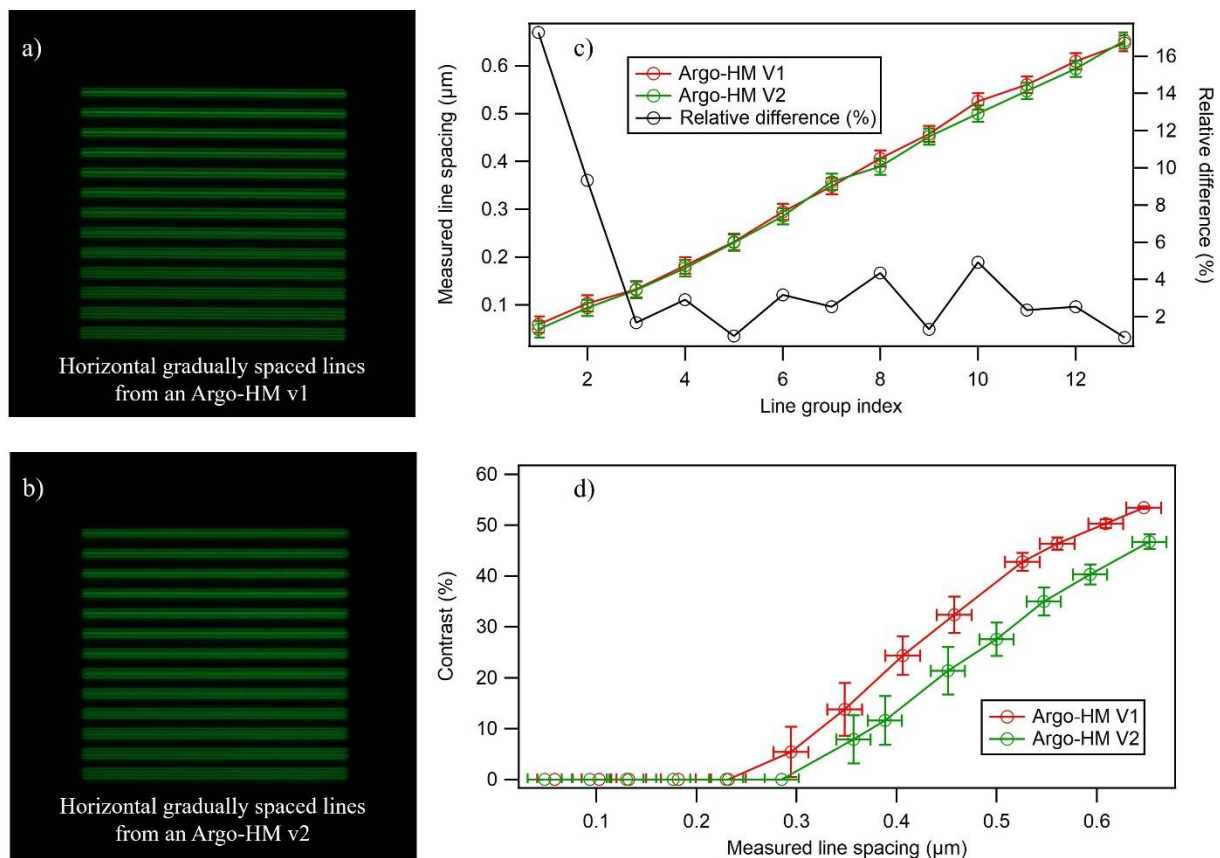 a)
Horizontal gradually spaced lines
from an Argo-HM v1
c)
Measured line spacing (µm)
0.6
0.5
0.4
0.3
0.2
0.1
Argo-HM V1
Argo-HM V2
Relative difference (%)
16
14
12
10
8
6
4
2
Relative difference (%)
2 4 6 8 10 12
Line group index
b)
Horizontal gradually spaced lines
from an Argo-HM v2
d)
Contrast (%)
60
50
40
30
20
10
0
Argo-HM V1
Argo-HM V2
0.1 0.2 0.3 0.4 0.5 0.6
Measured line spacing (µm)